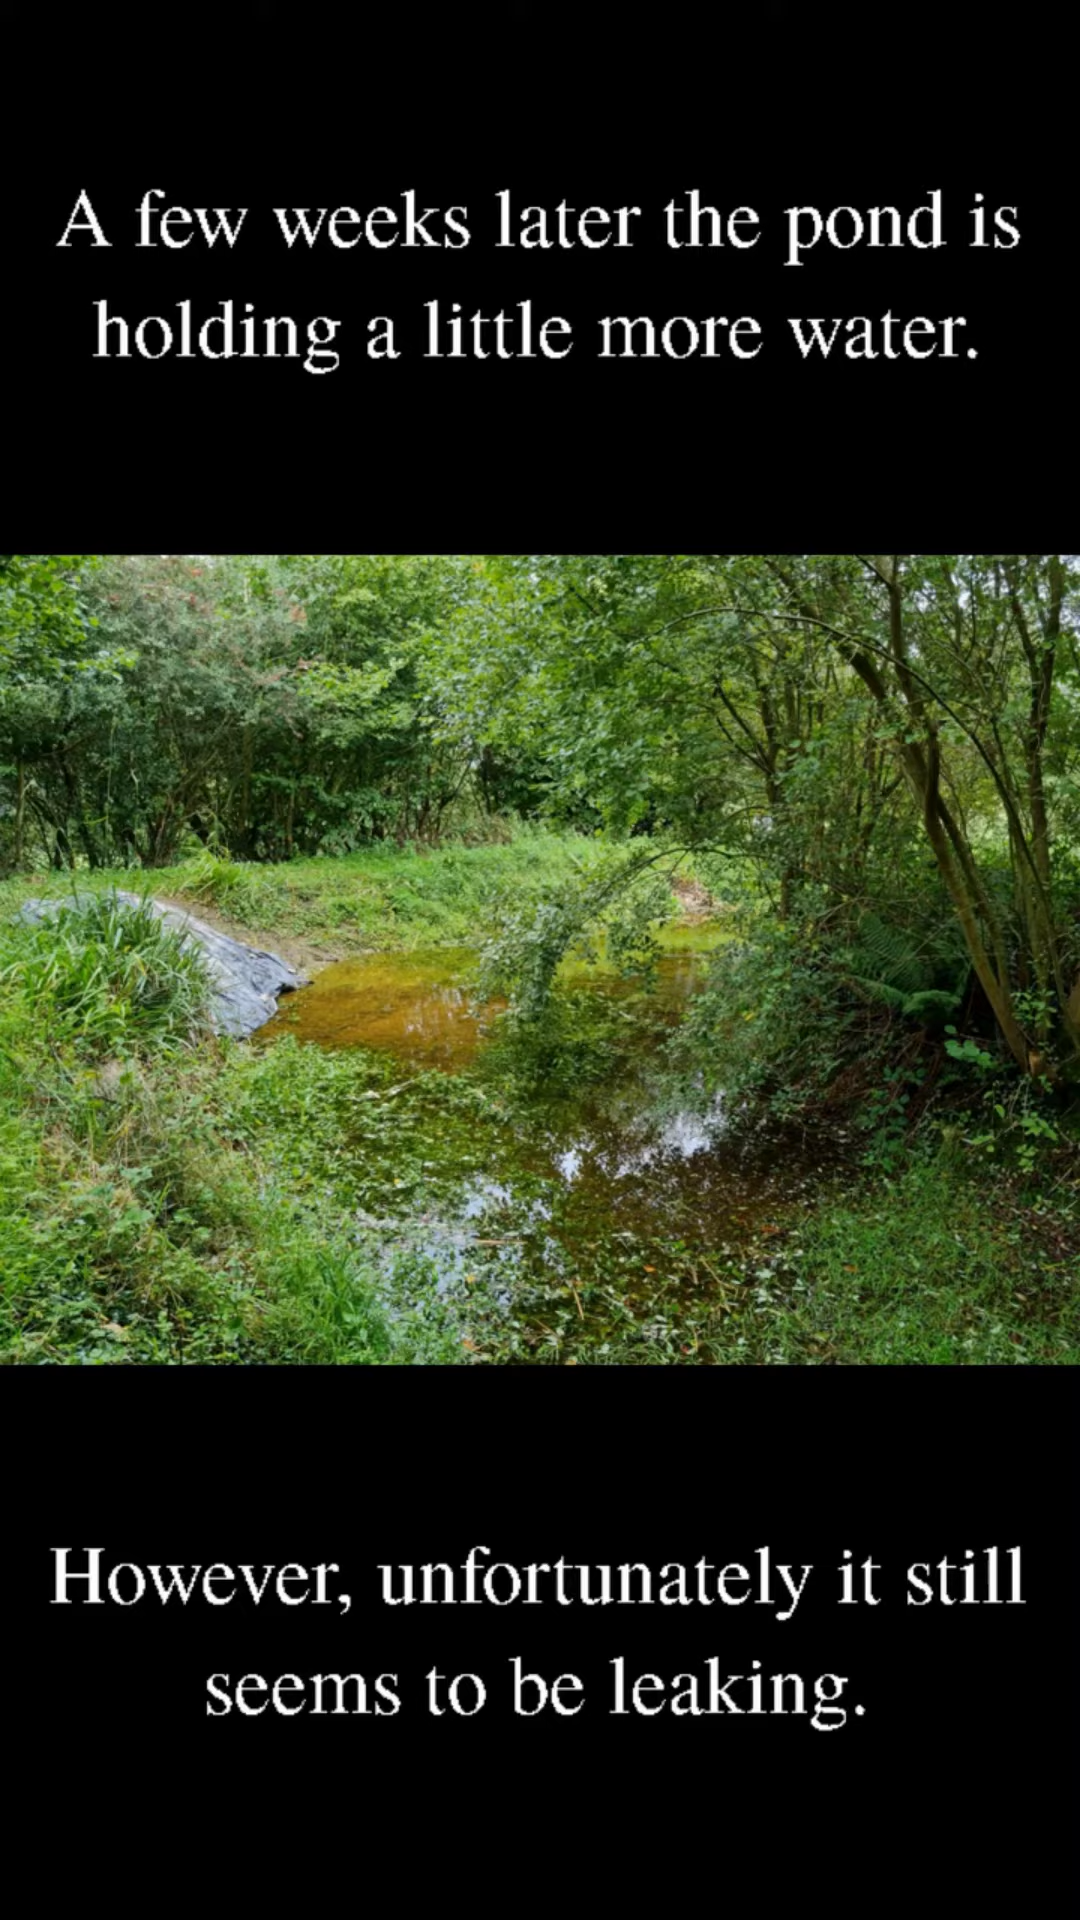 A few weeks later the pond is
holding a little more water.
However, unfortunately it still
seems to be leaking.